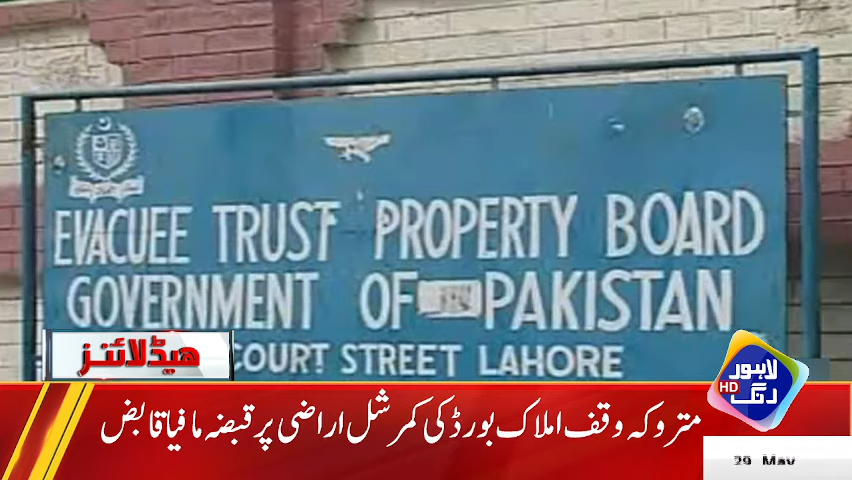 EVACUEE TRUST PROPERTY BOARD
GOVERNMENT OF PAKISTAN
COURT STREET LAHORE
ہیڈلائنز
لاہور
رنگ HD
متروکہ وقف املاک بورڈ کی کمرشل اراضی پر قبضہ مافیا قابض
29 May